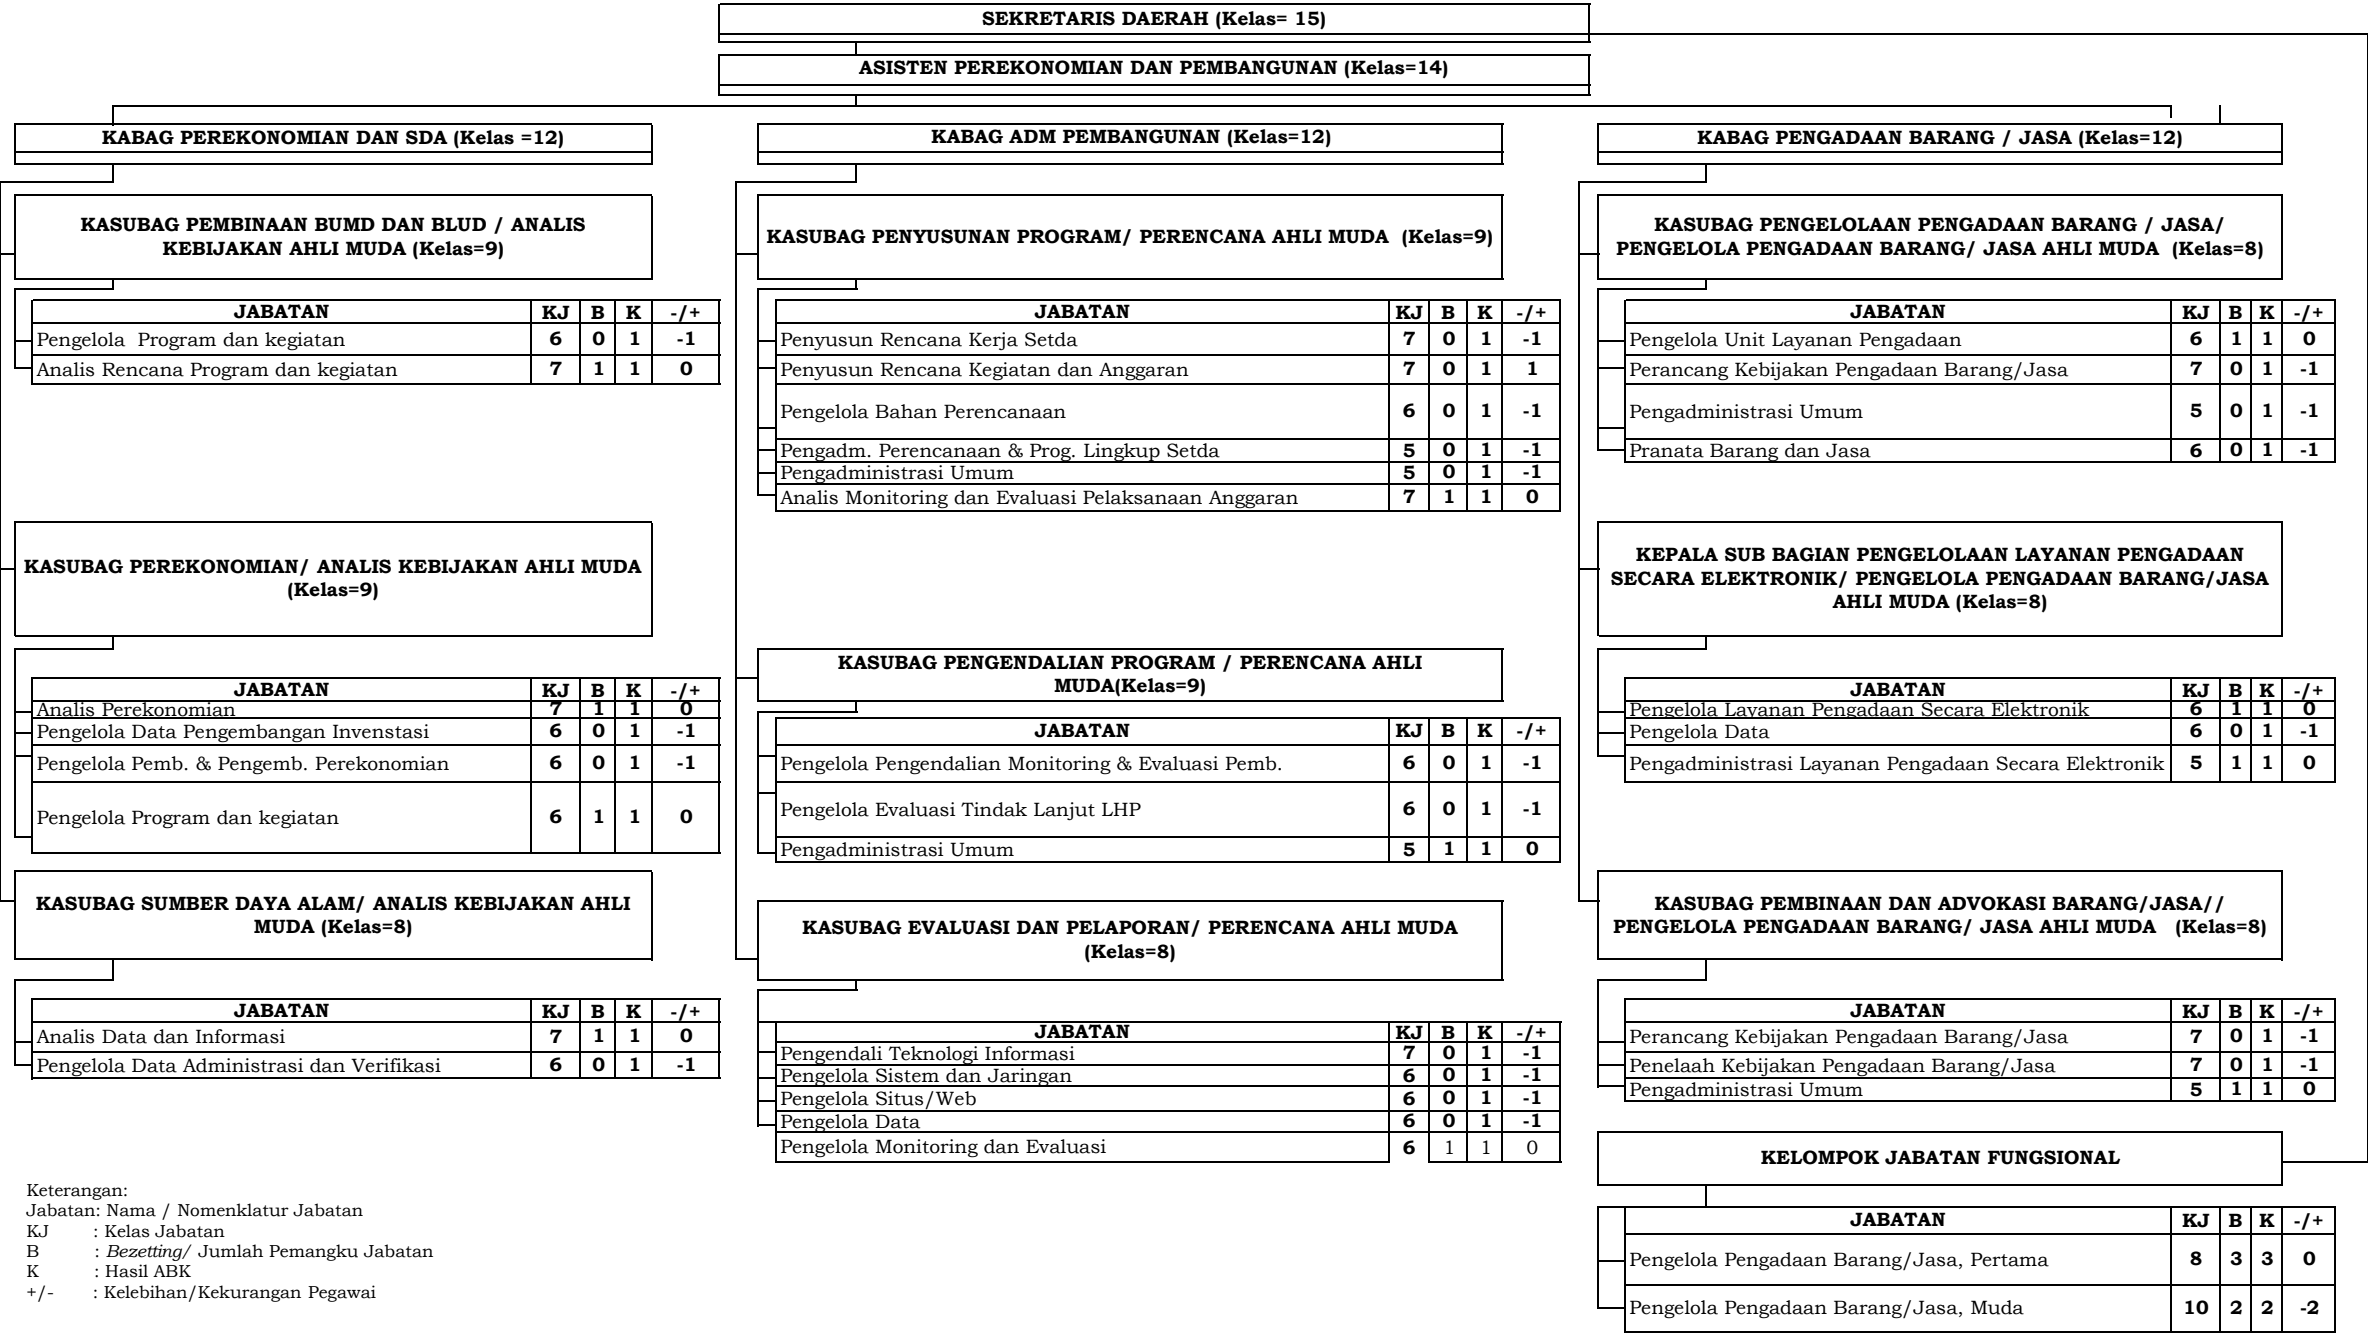 SEKRETARIS DAERAH (Kelas= 15)
ASISTEN PEREKONOMIAN DAN PEMBANGUNAN (Kelas=14)
KABAG PEREKONOMIAN DAN SDA (Kelas =12)
KASUBAG PEMBINAAN BUMD DAN BLUD / ANALIS
KEBIJAKAN AHLI MUDA (Kelas=9)
JABATAN KJ B K -/+
Pengelola  Program dan kegiatan 6 0 1 -1
Analis Rencana Program dan kegiatan 7 1 1 0
KASUBAG PEREKONOMIAN/ ANALIS KEBIJAKAN AHLI MUDA
(Kelas=9)
JABATAN KJ B K -/+
Analis Perekonomian 7 1 1 0
Pengelola Data Pengembangan Invenstasi 6 0 1 -1
Pengelola Pemb. & Pengemb. Perekonomian 6 0 1 -1
Pengelola Program dan kegiatan 6 1 1 0
KASUBAG SUMBER DAYA ALAM/ ANALIS KEBIJAKAN AHLI
MUDA (Kelas=8)
JABATAN KJ B K -/+
Analis Data dan Informasi 7 1 1 0
Pengelola Data Administrasi dan Verifikasi 6 0 1 -1
KABAG ADM PEMBANGUNAN (Kelas=12)
KASUBAG PENYUSUNAN PROGRAM/ PERENCANA AHLI MUDA  (Kelas=9)
JABATAN KJ B K -/+
Penyusun Rencana Kerja Setda 7 0 1 -1
Penyusun Rencana Kegiatan dan Anggaran 7 0 1 1
Pengelola Bahan Perencanaan 6 0 1 -1
Pengadm. Perencanaan & Prog. Lingkup Setda 5 0 1 -1
Pengadministrasi Umum 5 0 1 -1
Analis Monitoring dan Evaluasi Pelaksanaan Anggaran 7 1 1 0
KASUBAG PENGENDALIAN PROGRAM / PERENCANA AHLI
MUDA(Kelas=9)
JABATAN KJ B K -/+
Pengelola Pengendalian Monitoring & Evaluasi Pemb. 6 0 1 -1
Pengelola Evaluasi Tindak Lanjut LHP 6 0 1 -1
Pengadministrasi Umum 5 1 1 0
KASUBAG EVALUASI DAN PELAPORAN/ PERENCANA AHLI MUDA
(Kelas=8)
JABATAN KJ B K -/+
Pengendali Teknologi Informasi 7 0 1 -1
Pengelola Sistem dan Jaringan 6 0 1 -1
Pengelola Situs/Web 6 0 1 -1
Pengelola Data 6 0 1 -1
Pengelola Monitoring dan Evaluasi 6 1 1 0
KABAG PENGADAAN BARANG / JASA (Kelas=12)
KASUBAG PENGELOLAAN PENGADAAN BARANG / JASA/
PENGELOLA PENGADAAN BARANG/ JASA AHLI MUDA  (Kelas=8)
JABATAN KJ B K -/+
Pengelola Unit Layanan Pengadaan 6 1 1 0
Perancang Kebijakan Pengadaan Barang/Jasa 7 0 1 -1
Pengadministrasi Umum 5 0 1 -1
Pranata Barang dan Jasa 6 0 1 -1
KEPALA SUB BAGIAN PENGELOLAAN LAYANAN PENGADAAN
SECARA ELEKTRONIK/ PENGELOLA PENGADAAN BARANG/JASA
AHLI MUDA (Kelas=8)
JABATAN KJ B K -/+
Pengelola Layanan Pengadaan Secara Elektronik 6 1 1 0
Pengelola Data 6 0 1 -1
Pengadministrasi Layanan Pengadaan Secara Elektronik 5 1 1 0
KASUBAG PEMBINAAN DAN ADVOKASI BARANG/JASA//
PENGELOLA PENGADAAN BARANG/ JASA AHLI MUDA   (Kelas=8)
JABATAN KJ B K -/+
Perancang Kebijakan Pengadaan Barang/Jasa 7 0 1 -1
Penelaah Kebijakan Pengadaan Barang/Jasa 7 0 1 -1
Pengadministrasi Umum 5 1 1 0
KELOMPOK JABATAN FUNGSIONAL
JABATAN KJ B K -/+
Pengelola Pengadaan Barang/Jasa, Pertama 8 3 3 0
Pengelola Pengadaan Barang/Jasa, Muda 10 2 2 -2
Keterangan:
Jabatan: Nama / Nomenklatur Jabatan
KJ : Kelas Jabatan
B : Bezetting/ Jumlah Pemangku Jabatan
K : Hasil ABK
+/- : Kelebihan/Kekurangan Pegawai